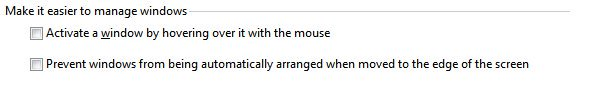 Make it easier to manage windows
Activate a window by hovering over it with the mouse
Prevent windows from being automatically arranged when moved to the edge of the screen